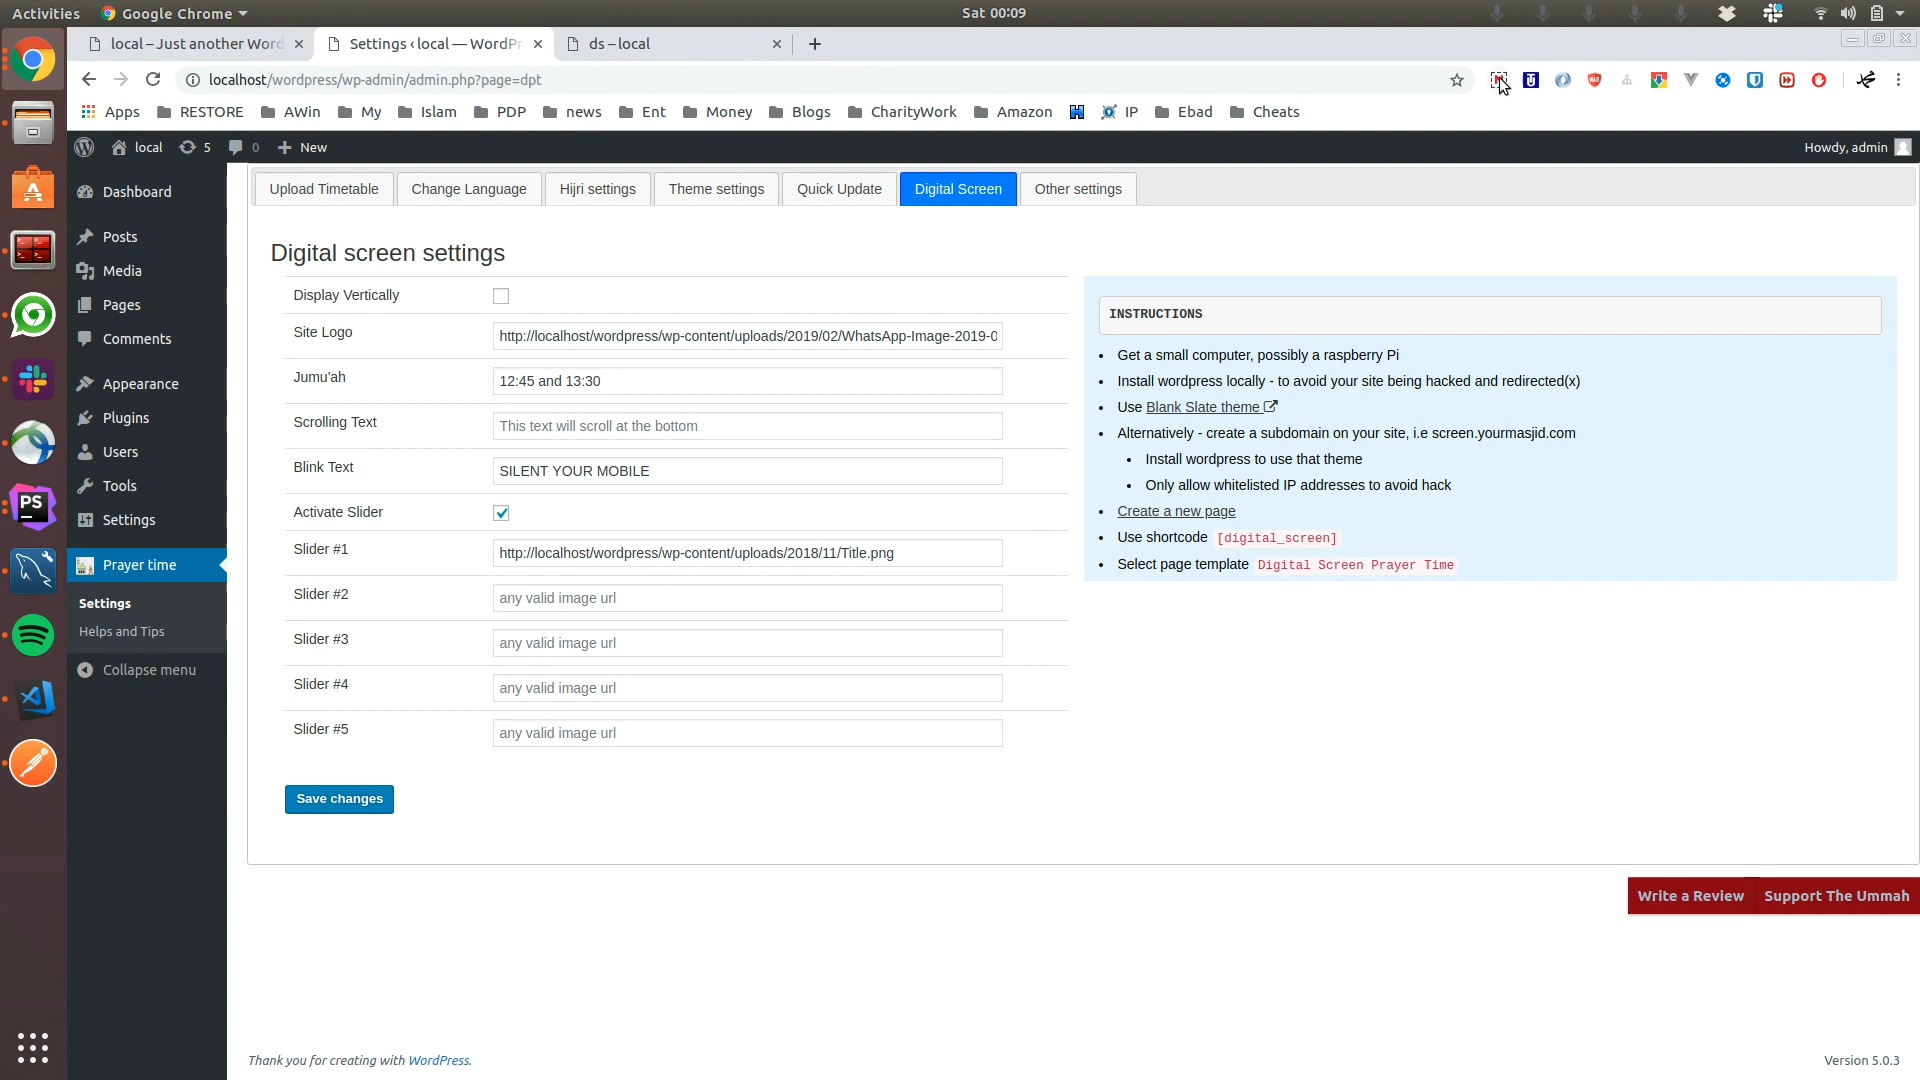 Activities
Google Chrome
Sat 00:09
local – Just another Word
Settings ‹ local — WordPr
ds – local
localhost/wordpress/wp-admin/admin.php?page=dpt
Apps RESTORE AWin My Islam PDP news Ent Money Blogs CharityWork Amazon IP Ebad Cheats
local 5 0 New
Howdy, admin
Dashboard
Posts
Media
Pages
Comments
Appearance
Plugins
Users
Tools
Settings
Prayer time
Settings
Helps and Tips
Collapse menu
Upload Timetable Change Language Hijri settings Theme settings Quick Update Digital Screen Other settings
Digital screen settings
Display Vertically
Site Logo http://localhost/wordpress/wp-content/uploads/2019/02/WhatsApp-Image-2019-0
Jumu'ah 12:45 and 13:30
Scrolling Text This text will scroll at the bottom
Blink Text SILENT YOUR MOBILE
Activate Slider
Slider #1 http://localhost/wordpress/wp-content/uploads/2018/11/Title.png
Slider #2 any valid image url
Slider #3 any valid image url
Slider #4 any valid image url
Slider #5 any valid image url
Save changes
INSTRUCTIONS
Get a small computer, possibly a raspberry Pi
Install wordpress locally - to avoid your site being hacked and redirected(x)
Use Blank Slate theme
Alternatively - create a subdomain on your site, i.e screen.yourmasjid.com
Install wordpress to use that theme
Only allow whitelisted IP addresses to avoid hack
Create a new page
Use shortcode [digital_screen]
Select page template Digital Screen Prayer Time
Write a Review Support The Ummah
Thank you for creating with WordPress.
Version 5.0.3
PS